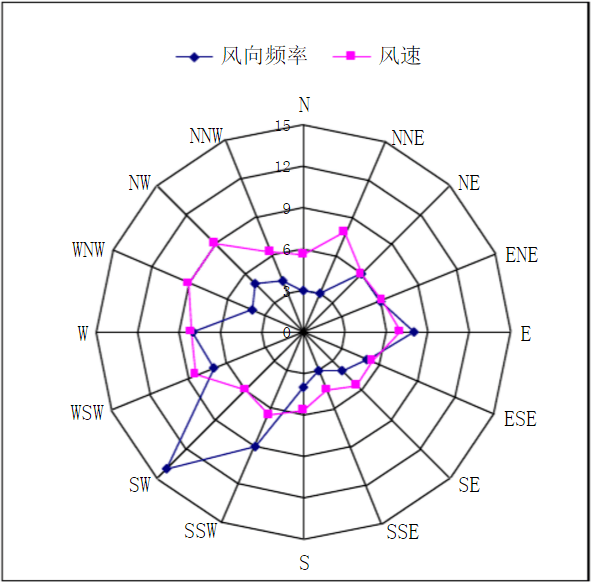 风向频率 风速
N
15
NNW NNE
12
NW NE
9
WNW ENE
6
3
W 0 E
WSW ESE
SW SE
SSW SSE
S